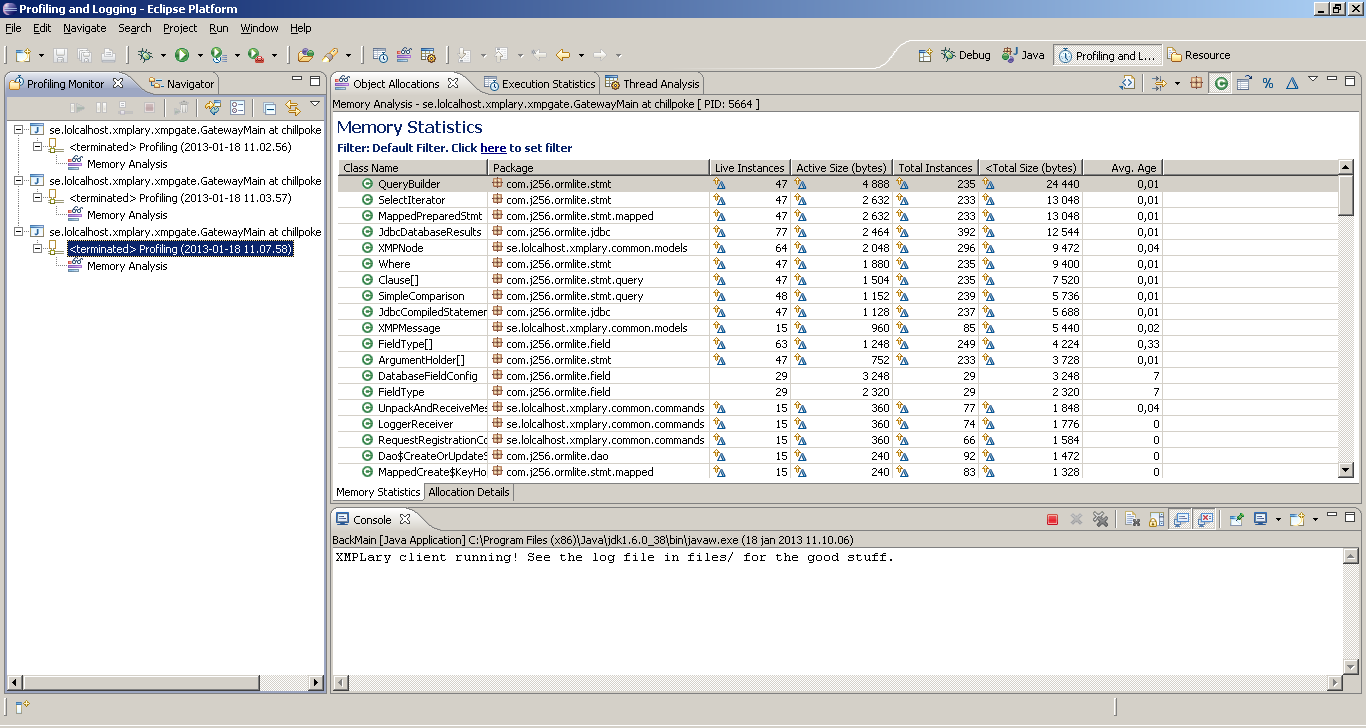 Profiling and Logging - Eclipse Platform
File Edit Navigate Search Project Run Window Help
Debug Java Profiling and L... Resource
Profiling Monitor Navigator
se.lolcalhost.xmplary.xmpgate.GatewayMain at chillpoke
<terminated> Profiling (2013-01-18 11.02.56)
Memory Analysis
se.lolcalhost.xmplary.xmpgate.GatewayMain at chillpoke
<terminated> Profiling (2013-01-18 11.03.57)
Memory Analysis
se.lolcalhost.xmplary.xmpgate.GatewayMain at chillpoke
<terminated> Profiling (2013-01-18 11.07.58)
Memory Analysis
Object Allocations Execution Statistics Thread Analysis
Memory Analysis - se.lolcalhost.xmplary.xmpgate.GatewayMain at chillpoke [ PID: 5664 ]
Memory Statistics
Filter: Default Filter. Click here to set filter
Class Name Package Live Instances Active Size (bytes) Total Instances <Total Size (bytes) Avg. Age
QueryBuilder com.j256.ormlite.stmt 47 4 888 235 24 440 0,01
SelectIterator com.j256.ormlite.stmt 47 2 632 233 13 048 0,01
MappedPreparedStmt com.j256.ormlite.stmt.mapped 47 2 632 233 13 048 0,01
JdbcDatabaseResults com.j256.ormlite.jdbc 77 2 464 392 12 544 0,01
XMPNode se.lolcalhost.xmplary.common.models 64 2 048 296 9 472 0,04
Where com.j256.ormlite.stmt 47 1 880 235 9 400 0,01
Clause[] com.j256.ormlite.stmt.query 47 1 504 235 7 520 0,01
SimpleComparison com.j256.ormlite.stmt.query 48 1 152 239 5 736 0,01
JdbcCompiledStatemer com.j256.ormlite.jdbc 47 1 128 237 5 688 0,01
XMPMessage se.lolcalhost.xmplary.common.models 15 960 85 5 440 0,02
FieldType[] com.j256.ormlite.field 63 1 248 249 4 224 0,33
ArgumentHolder[] com.j256.ormlite.stmt 47 752 233 3 728 0,01
DatabaseFieldConfig com.j256.ormlite.field 29 3 248 29 3 248 7
FieldType com.j256.ormlite.field 29 2 320 29 2 320 7
UnpackAndReceiveMes se.lolcalhost.xmplary.common.commands 15 360 77 1 848 0,04
LoggerReceiver se.lolcalhost.xmplary.common.commands 15 360 74 1 776 0
RequestRegistrationCo se.lolcalhost.xmplary.common.commands 15 360 66 1 584 0
Dao$CreateOrUpdateS com.j256.ormlite.dao 15 240 92 1 472 0
MappedCreate$KeyHo com.j256.ormlite.stmt.mapped 15 240 83 1 328 0
Memory Statistics Allocation Details
Console
BackMain [Java Application] C:\Program Files (x86)\Java\jdk1.6.0_38\bin\javaw.exe (18 jan 2013 11.10.06)
XMPLary client running! See the log file in files/ for the good stuff.